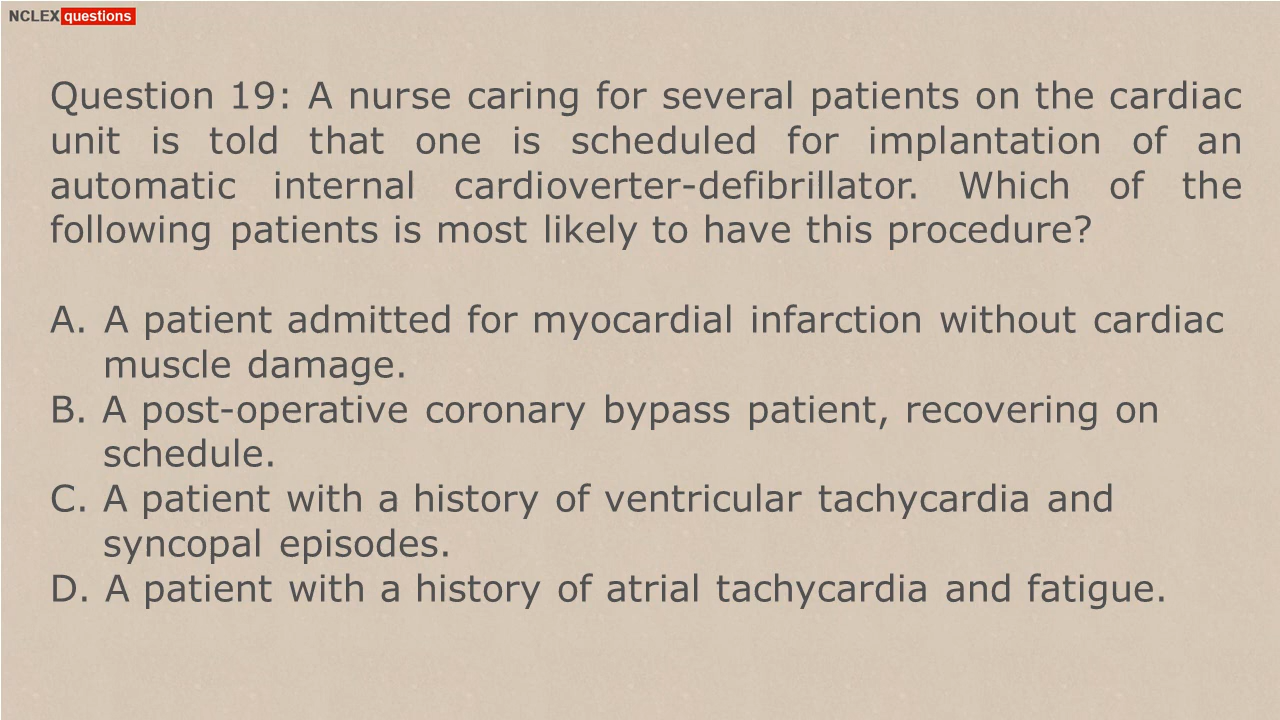 NCLEX questions
Question 19: A nurse caring for several patients on the cardiac
unit is told that one is scheduled for implantation of an
automatic internal cardioverter-defibrillator. Which of the
following patients is most likely to have this procedure?
A. A patient admitted for myocardial infarction without cardiac
muscle damage.
B. A post-operative coronary bypass patient, recovering on
schedule.
C. A patient with a history of ventricular tachycardia and
syncopal episodes.
D. A patient with a history of atrial tachycardia and fatigue.